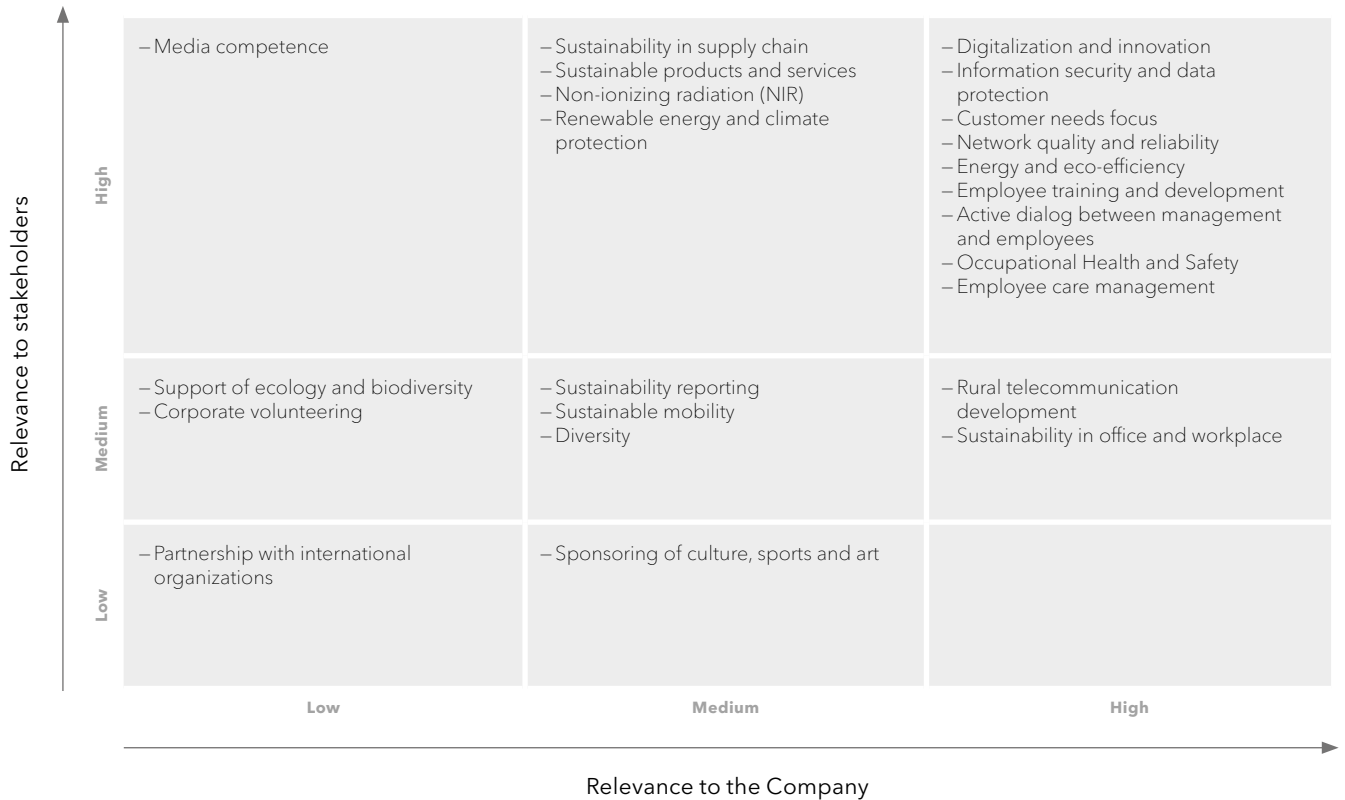 Relevance to stakeholders
High
— Media competence
— Sustainability in supply chain
— Sustainable products and services
— Non-ionizing radiation (NIR)
— Renewable energy and climate
protection
— Digitalization and innovation
— Information security and data
protection
— Customer needs focus
— Network quality and reliability
— Energy and eco-efficiency
— Employee training and development
— Active dialog between management
and employees
— Occupational Health and Safety
— Employee care management
Medium
— Support of ecology and biodiversity
— Corporate volunteering
— Sustainability reporting
— Sustainable mobility
— Diversity
— Rural telecommunication
development
— Sustainability in office and workplace
Low
— Partnership with international
organizations
— Sponsoring of culture, sports and art
Low
Medium
High
Relevance to the Company